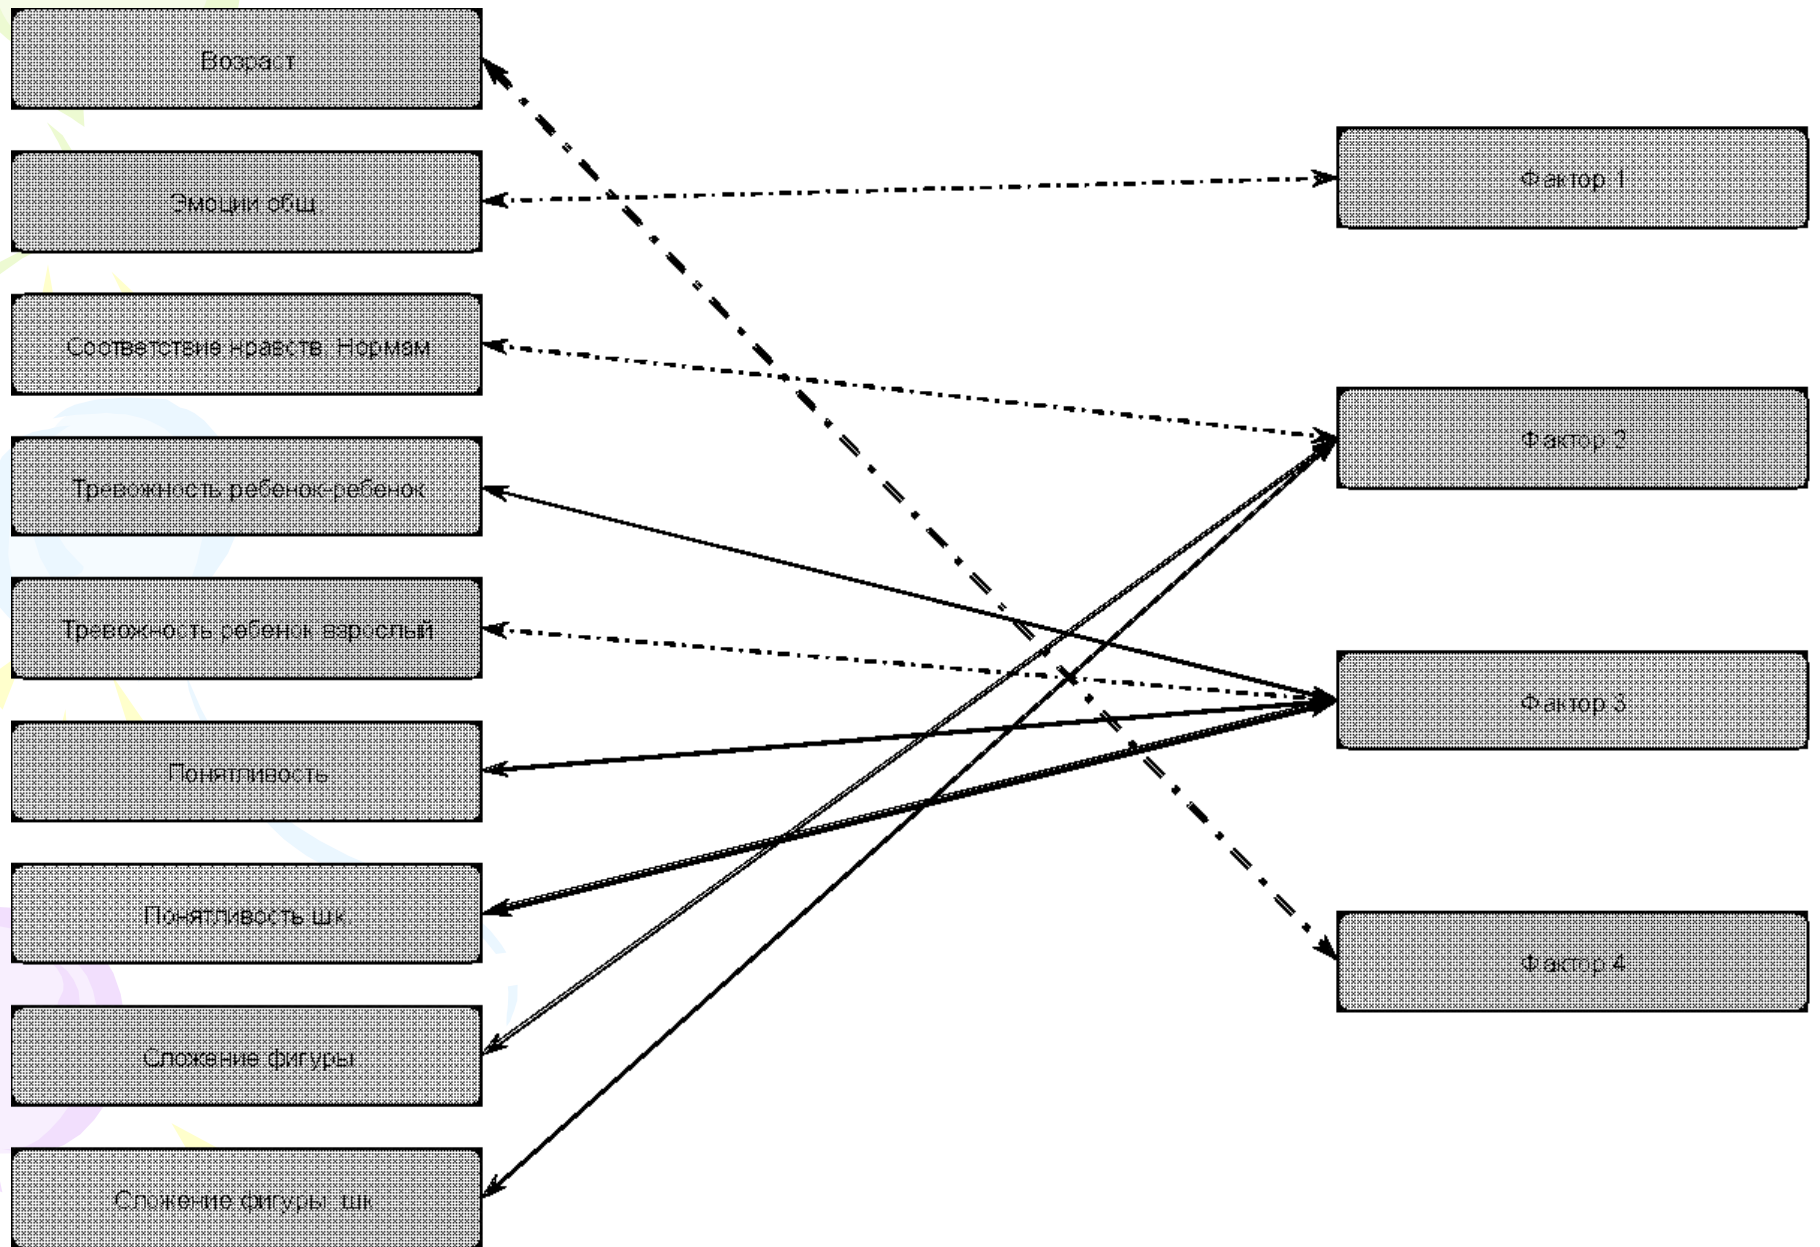 Возраст
Эмоции общ.
Соответствие нравств. Нормам
Тревожность ребенок-ребенок
Тревожность ребенок взрослый
Понятливость
Понятливость шк.
Сложение фигуры
Сложение фигуры шк
Фактор 1
Фактор 2
Фактор 3
Фактор 4